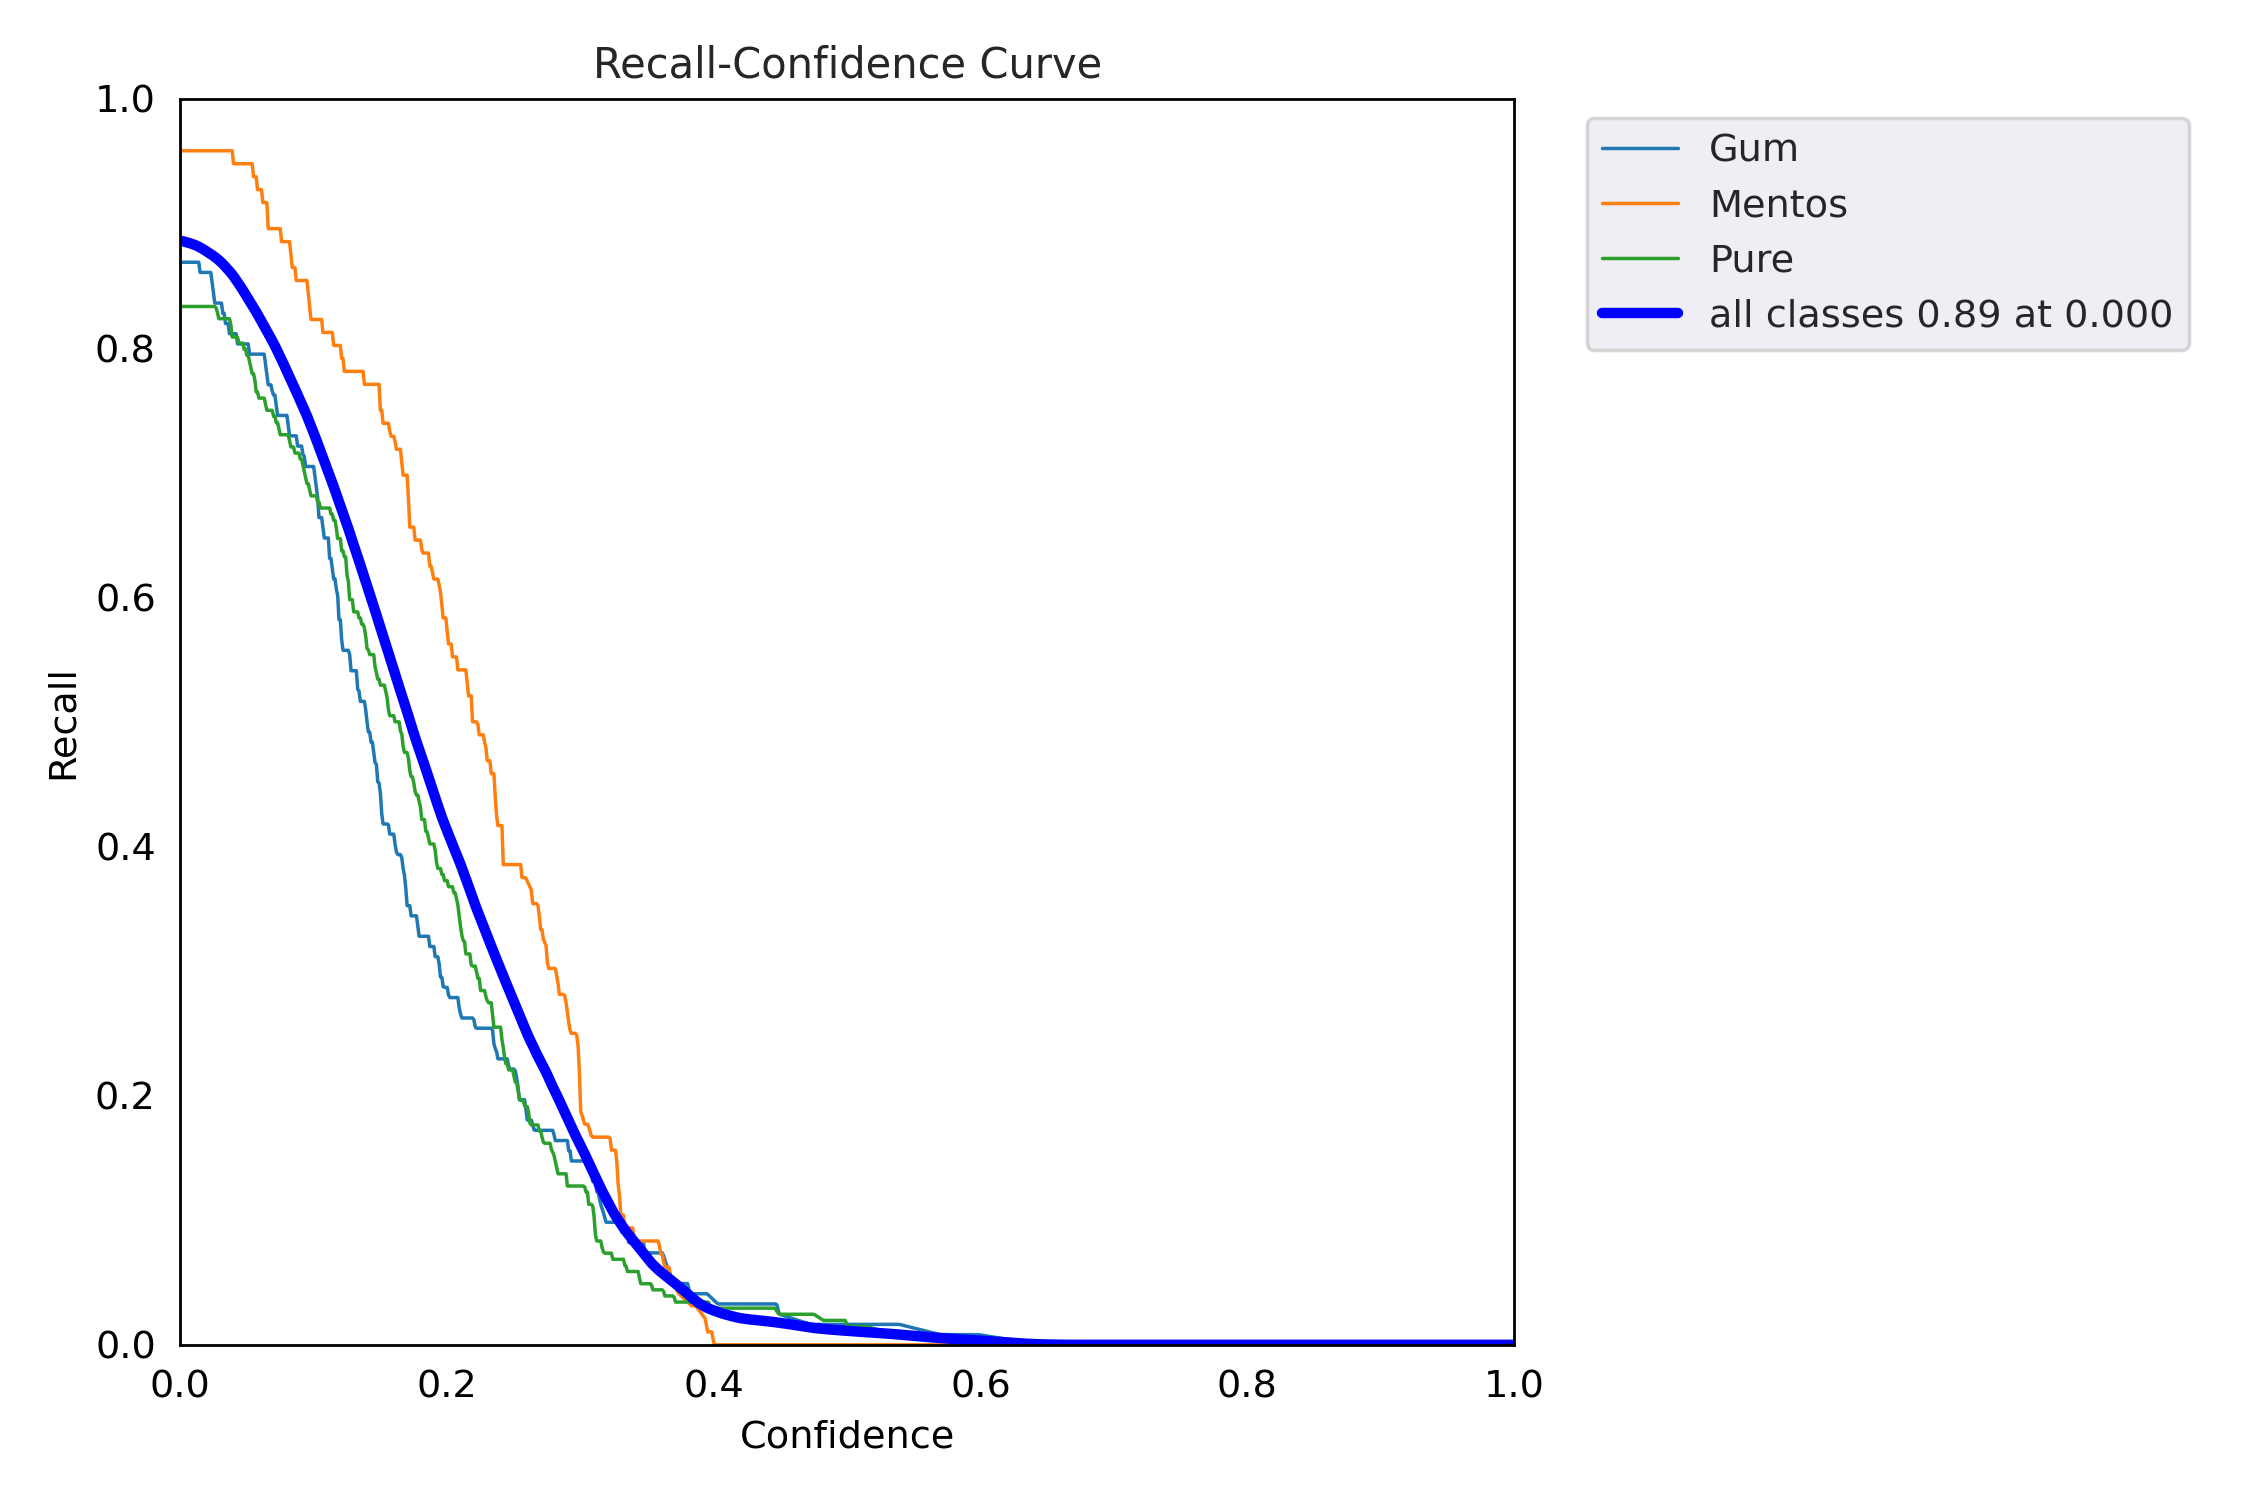 Recall-Confidence Curve
1.0
0.8
0.6
0.4
0.2
0.0
Recall
0.0 0.2 0.4 0.6 0.8 1.0
Confidence
Gum
Mentos
Pure
all classes 0.89 at 0.000